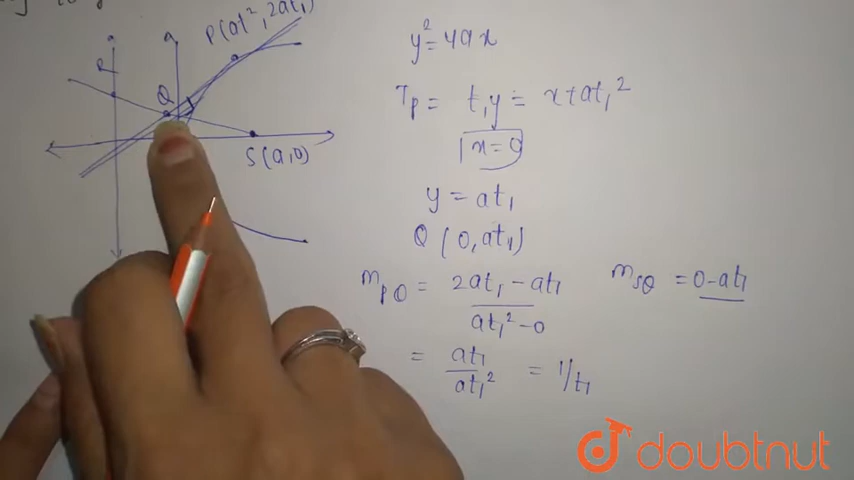 P(at₁², 2at₁)
R
Q
S(a,0)
y² = 4ax
Tp = t₁y = x+at₁²
x=0
y = at₁
Q (0, at₁)
mPQ = 2at₁ - at₁ / at₁² - 0
mSQ = 0-at₁
= at₁ / at₁² = 1/t₁
doubtnut